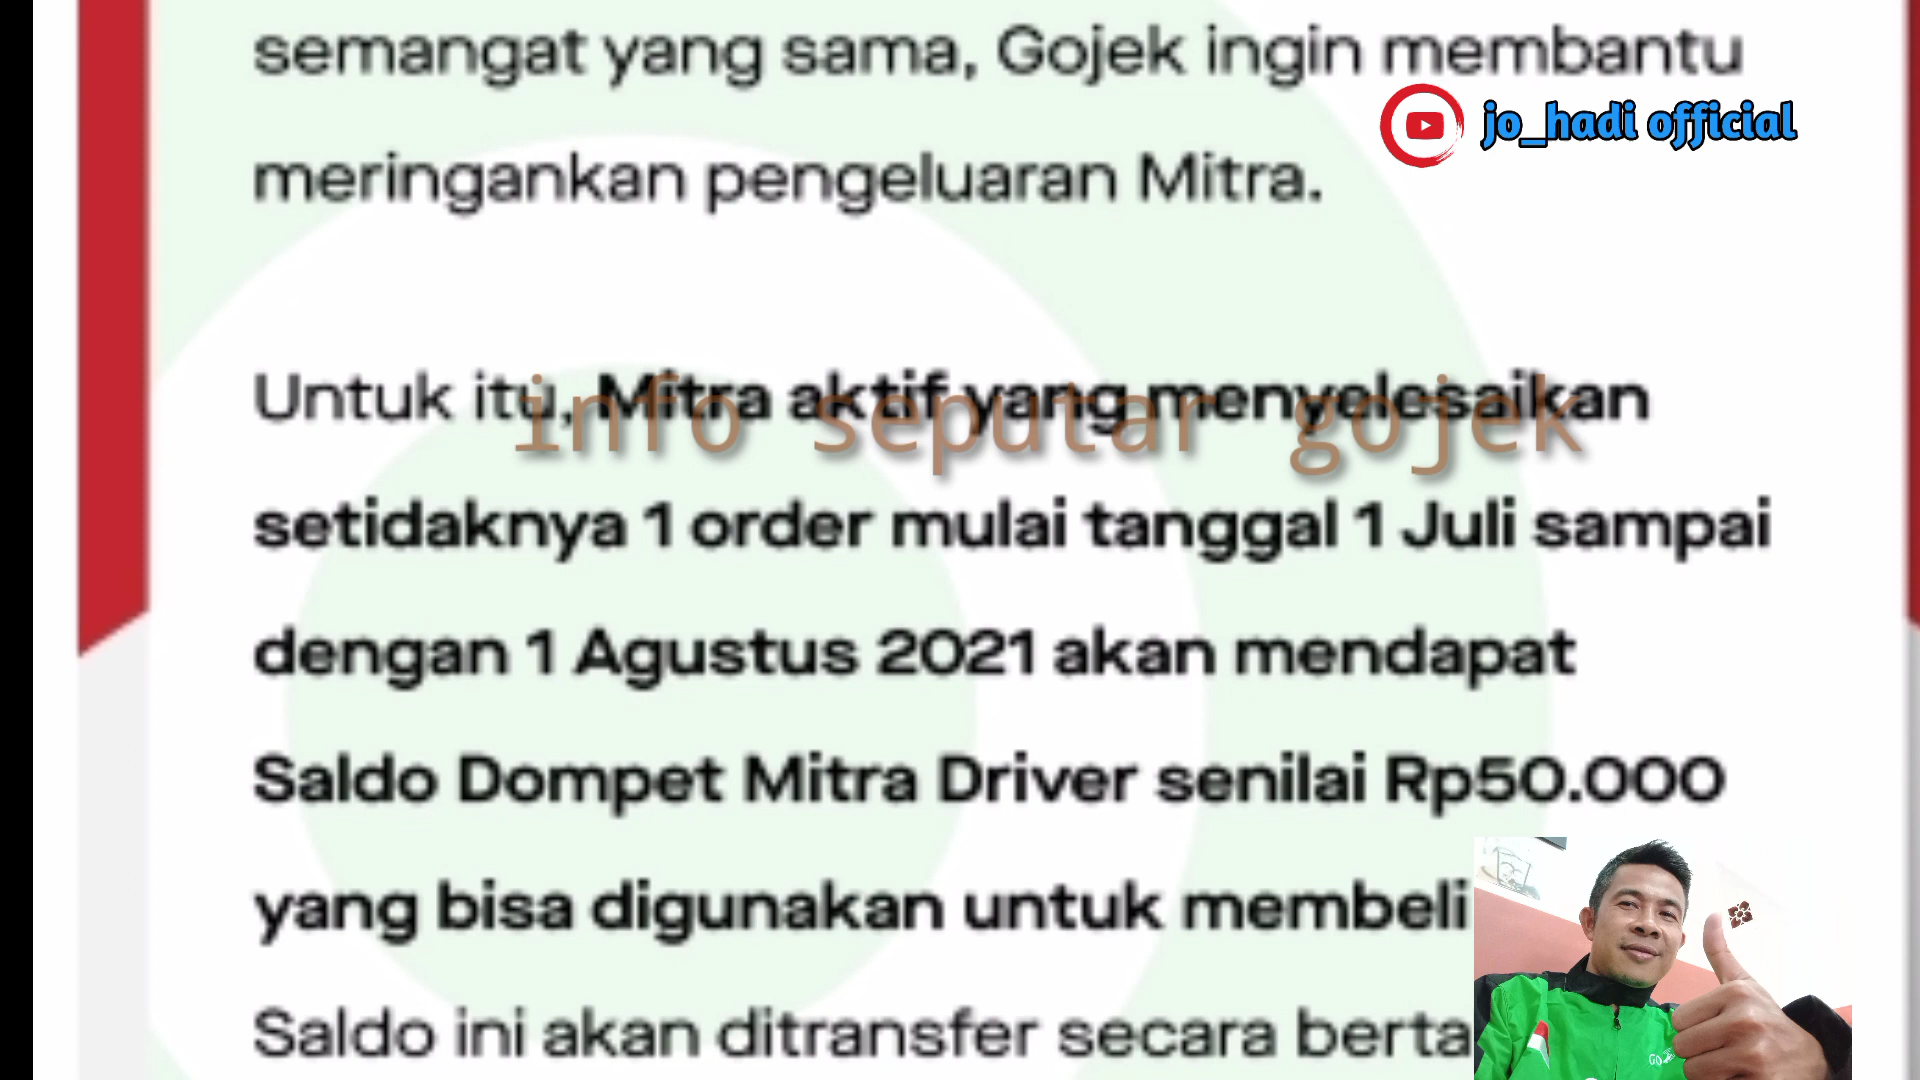 semangat yang sama, Gojek ingin membantu
jo_hadi official
meringankan pengeluaran Mitra.
Untuk itu, Mitra aktif yang menyelesaikan
info seputar gojek
setidaknya 1 order mulai tanggal 1 Juli sampai
dengan 1 Agustus 2021 akan mendapat
Saldo Dompet Mitra Driver senilai Rp50.000
yang bisa digunakan untuk membeli
Saldo ini akan ditransfer secara berta